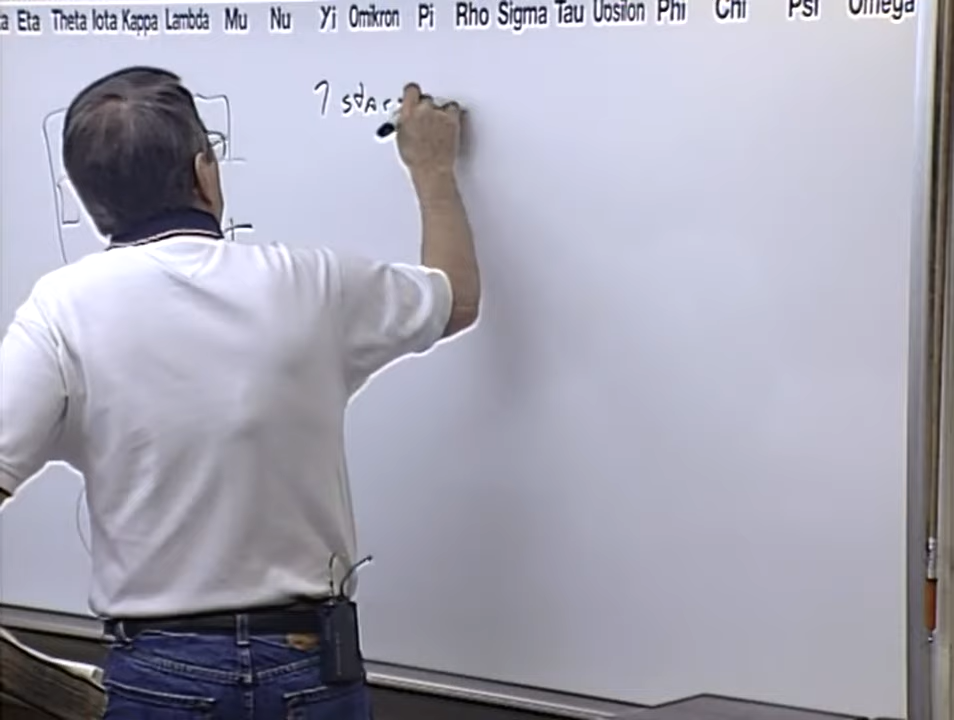 Eta Theta Iota Kappa Lambda Mu Nu Yi Omikron Pi Rho Sigma Tau Uosilon Phi Chi Psi Omega
7 star